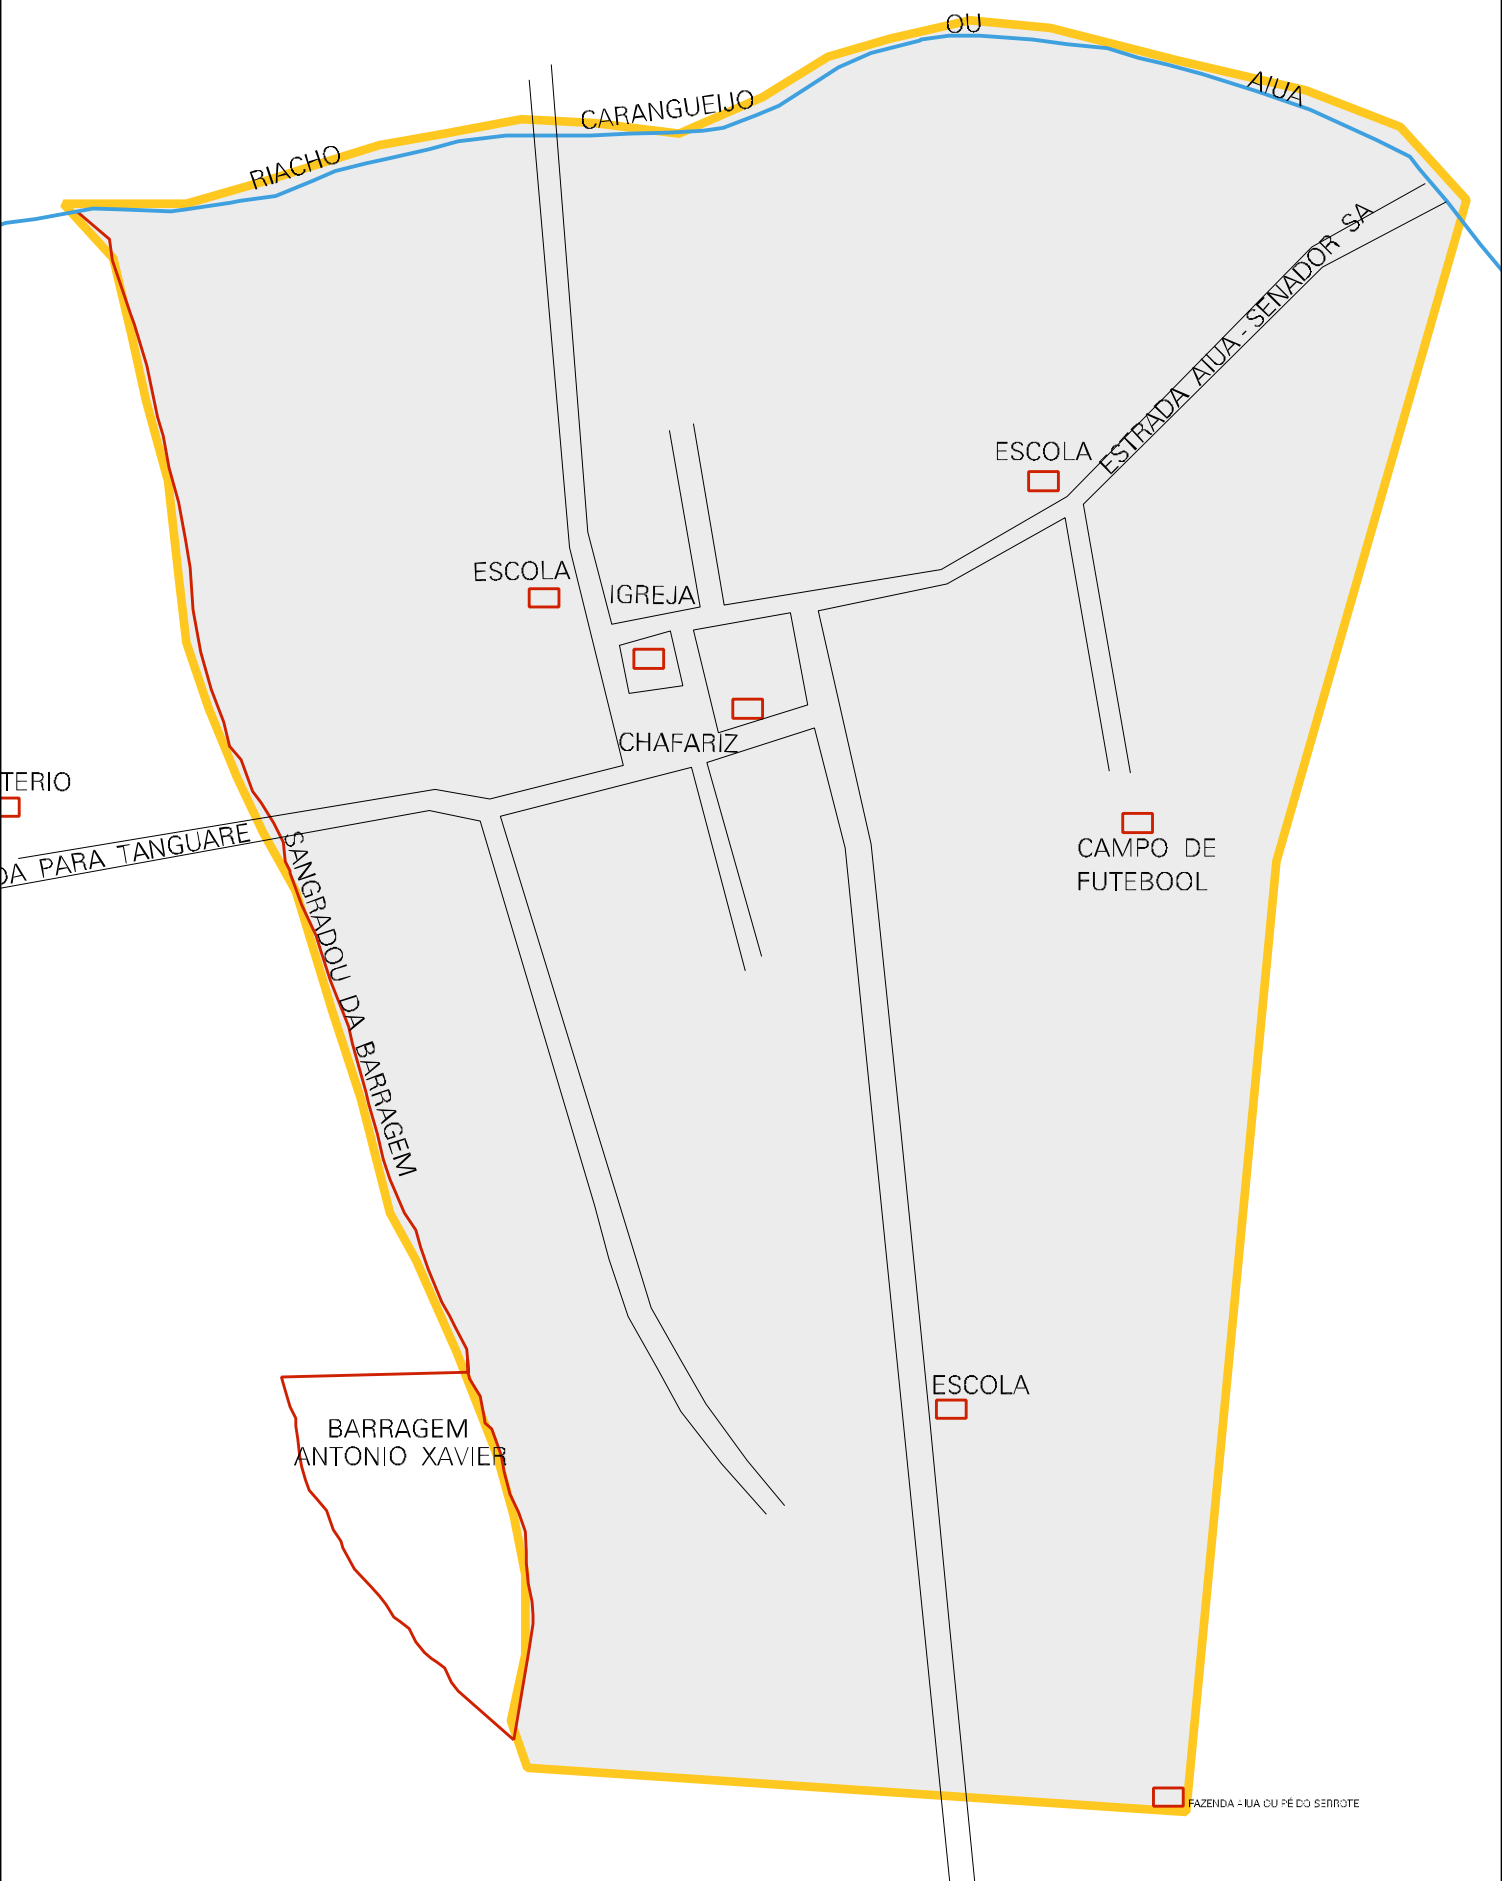 OU
AIUA
CARANGUEIJO
RIACHO
ESTRADA AIUA - SENADOR SA
ESCOLA
ESCOLA
IGREJA
CHAFARIZ
TERIO
DA PARA TANGUARE
SANGRADOU DA BARRAGEM
CAMPO DE
FUTEBOOL
ESCOLA
BARRAGEM
ANTONIO XAVIER
FAZENDA AIUA OU PÉ DO SERROTE